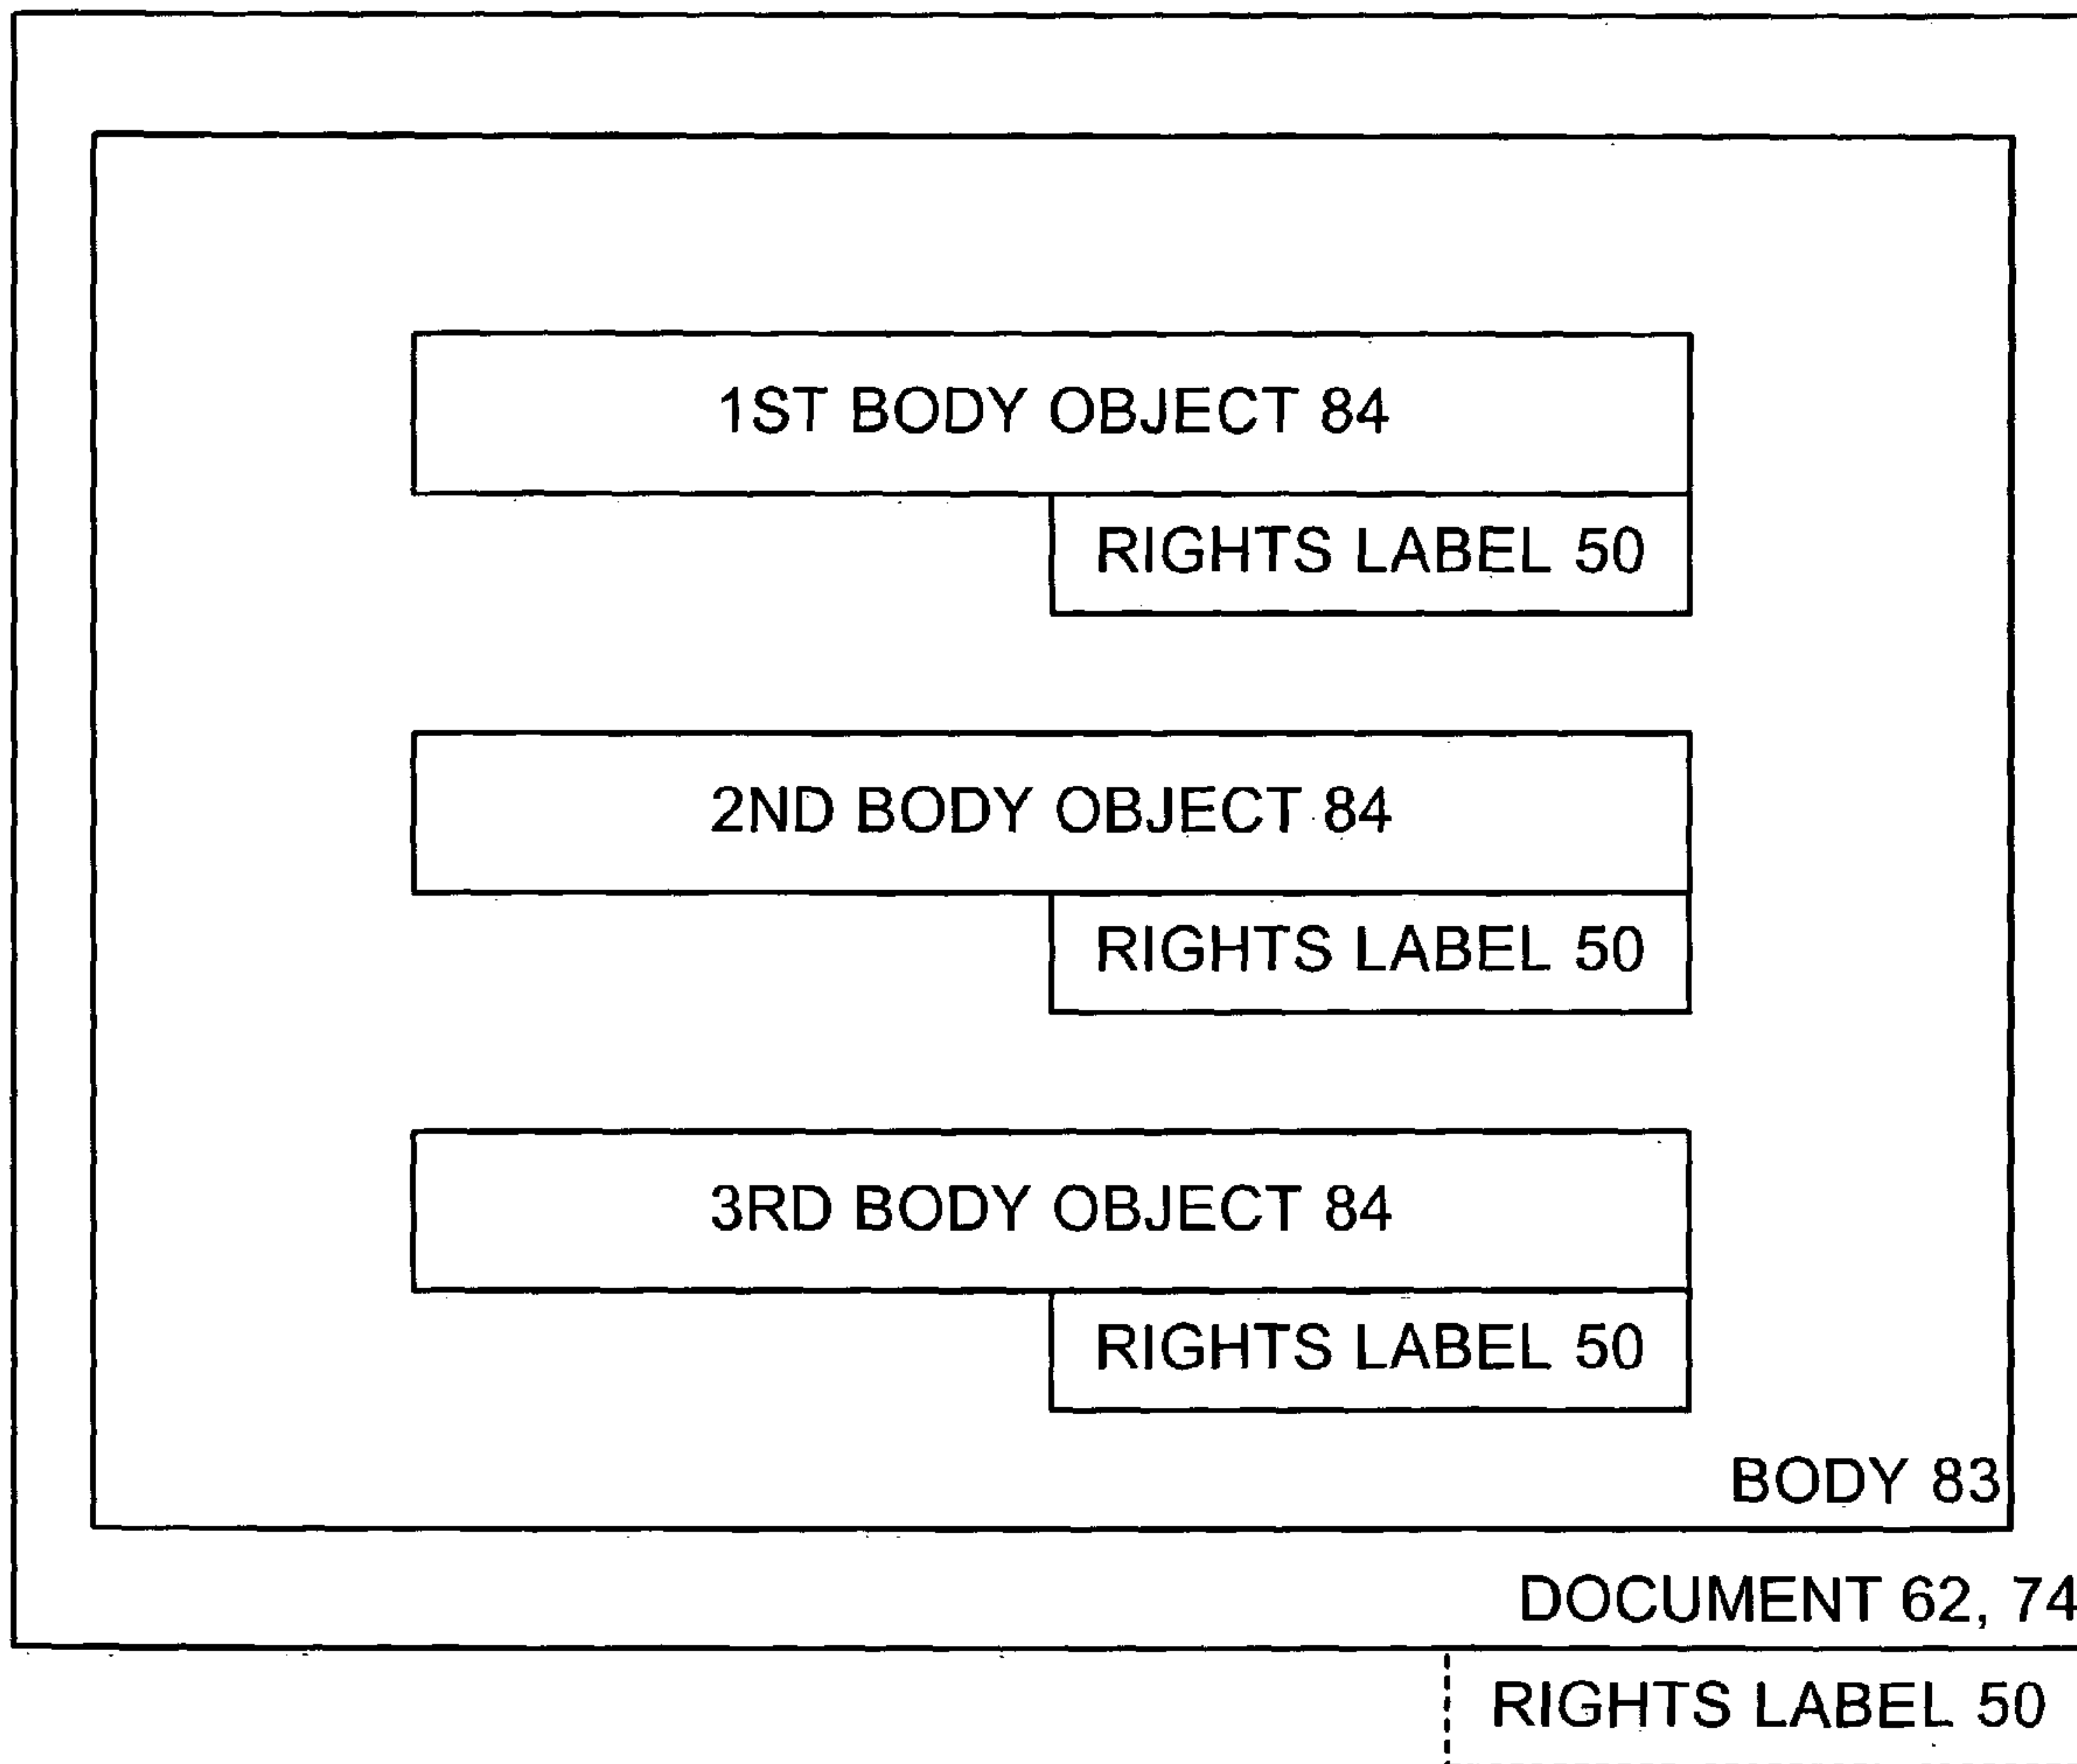 1ST BODY OBJECT 84
RIGHTS LABEL 50
2ND BODY OBJECT 84
RIGHTS LABEL 50
3RD BODY OBJECT 84
RIGHTS LABEL 50
BODY 83
DOCUMENT 62, 74
RIGHTS LABEL 50